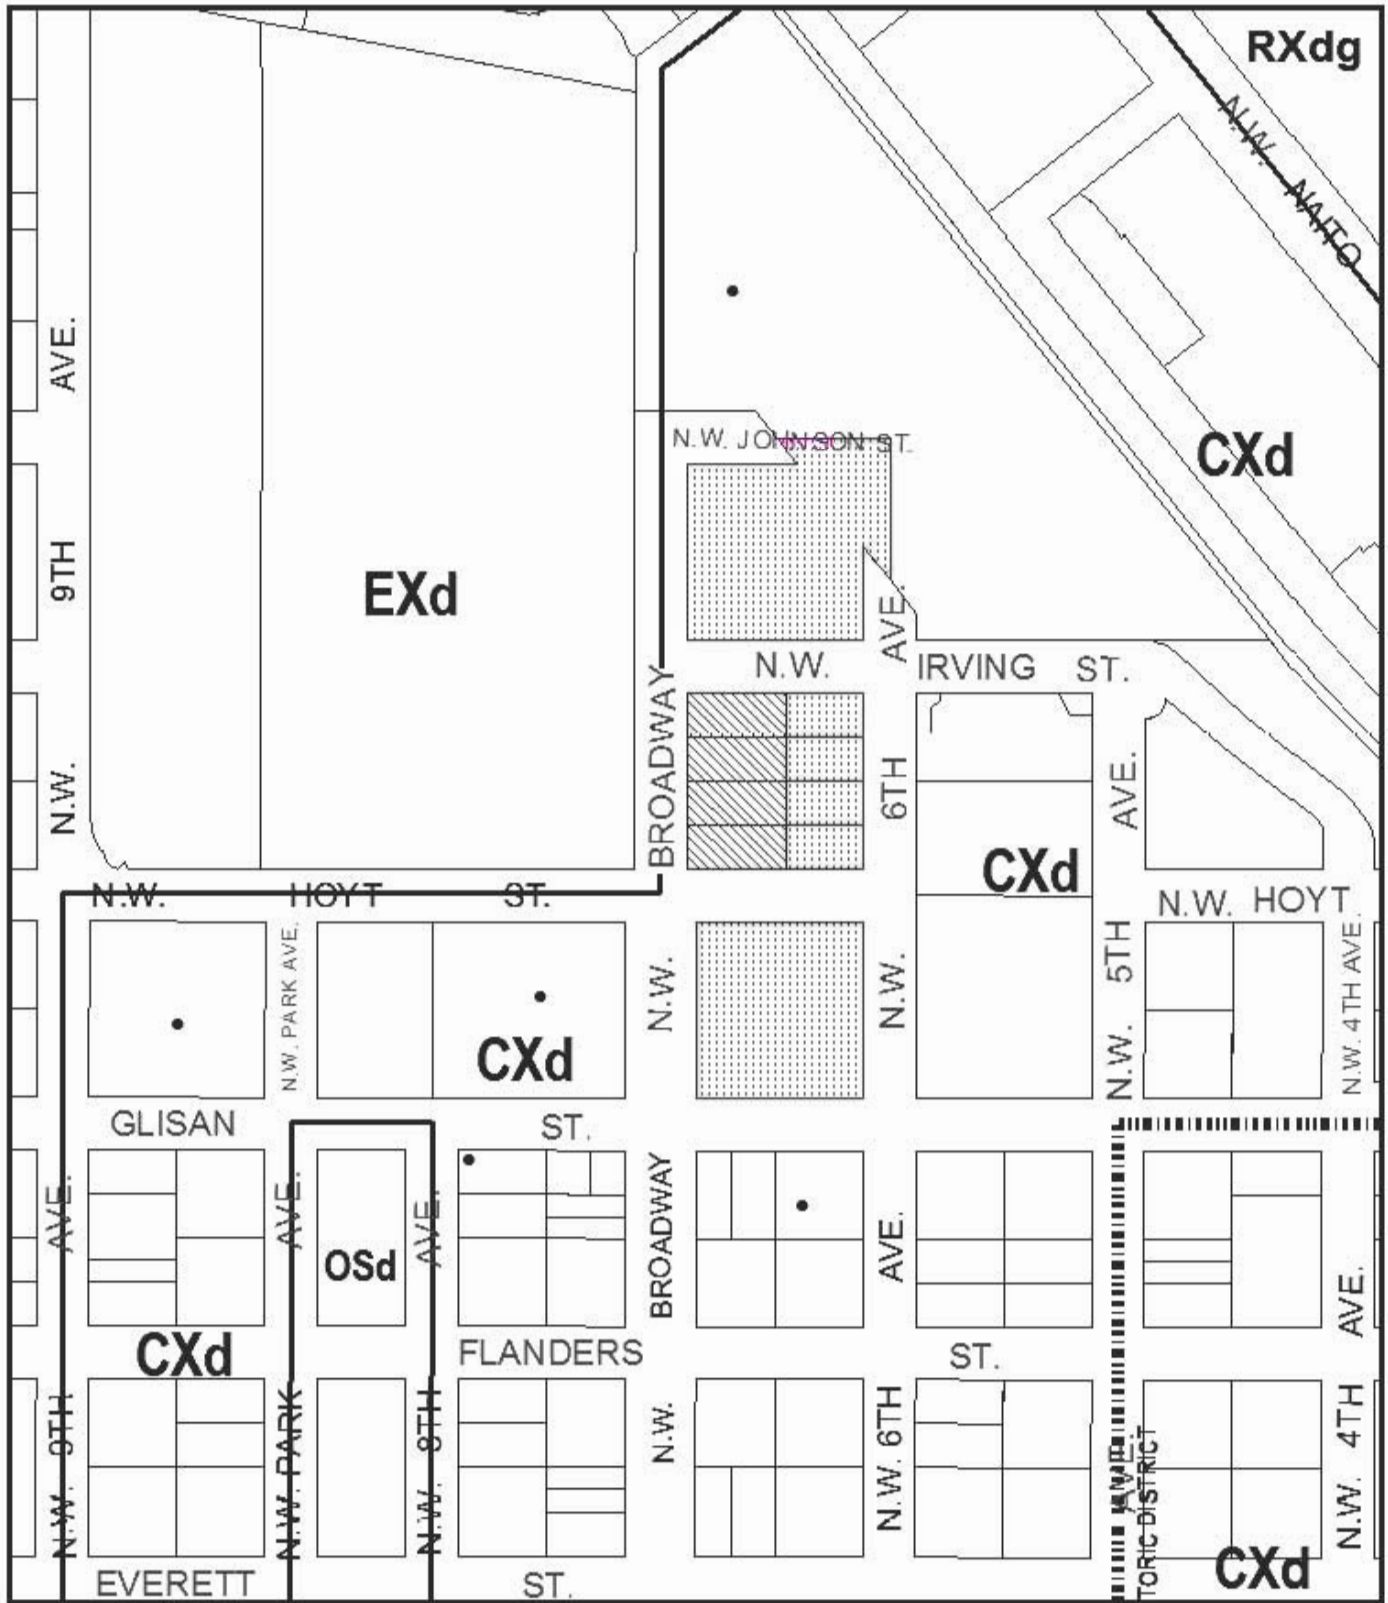 RXdg
N.W. NAITO
AVE.
N.W. JOHNSON ST.
CXd
9TH
EXd
AVE.
N.W. IRVING ST.
BROADWAY
N.W.
6TH
AVE.
CXd
N.W. HOYT ST.
N.W. HOYT
N.W. PARK AVE.
N.W.
N.W.
N.W. 5TH
N.W. 4TH AVE.
CXd
GLISAN ST.
AVE.
AVE.
AVE.
BROADWAY
AVE.
OSd
AVE.
CXd
FLANDERS ST.
N.W. 9TH
N.W. PARK
N.W. 8TH
N.W.
N.W. 6TH
AVE.
TORIC DISTRICT
N.W. 4TH
CXd
EVERETT ST.